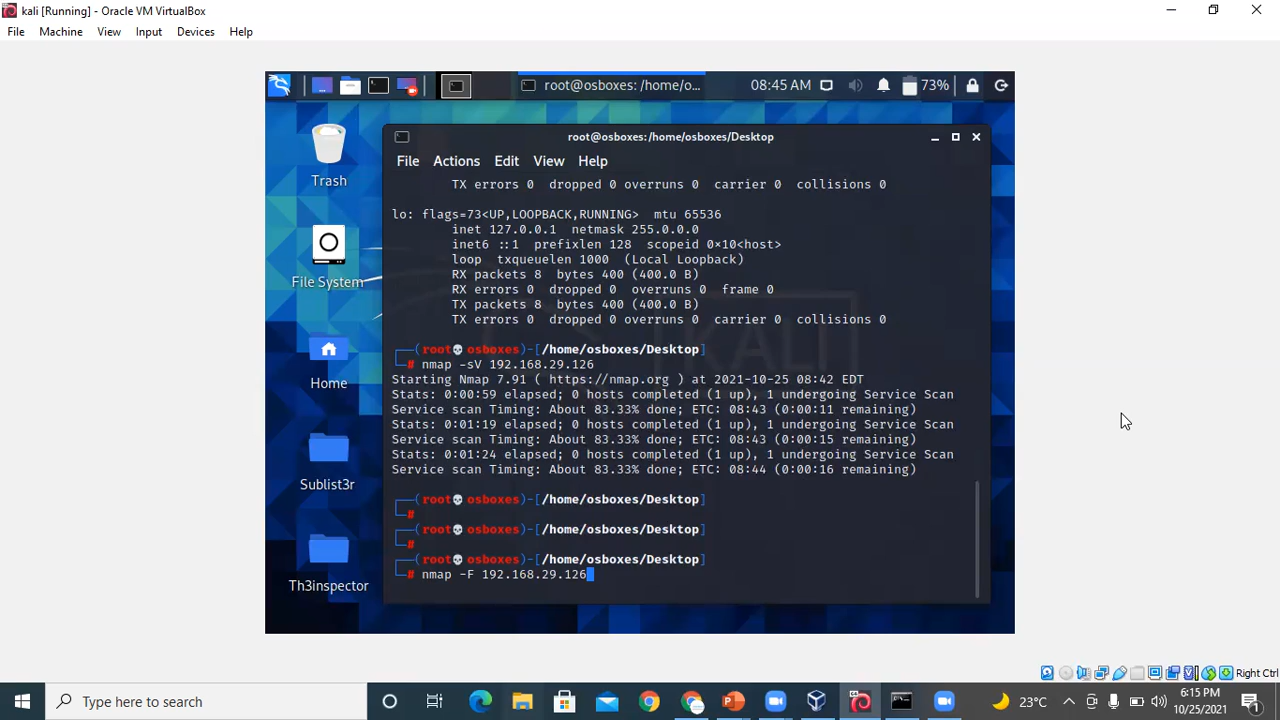 kali [Running] - Oracle VM VirtualBox
File Machine View Input Devices Help
root@osboxes: /home/o... 08:45 AM 73%
root@osboxes:/home/osboxes/Desktop
File Actions Edit View Help
Trash
File System
Home
Sublist3r
Th3inspector
TX errors 0 dropped 0 overruns 0 carrier 0 collisions 0
lo: flags=73<UP,LOOPBACK,RUNNING> mtu 65536
inet 127.0.0.1 netmask 255.0.0.0
inet6 ::1 prefixlen 128 scopeid 0×10<host>
loop txqueuelen 1000 (Local Loopback)
RX packets 8 bytes 400 (400.0 B)
RX errors 0 dropped 0 overruns 0 frame 0
TX packets 8 bytes 400 (400.0 B)
TX errors 0 dropped 0 overruns 0 carrier 0 collisions 0
(root💀osboxes)-[/home/osboxes/Desktop]
# nmap -sV 192.168.29.126
Starting Nmap 7.91 ( https://nmap.org ) at 2021-10-25 08:42 EDT
Stats: 0:00:59 elapsed; 0 hosts completed (1 up), 1 undergoing Service Scan
Service scan Timing: About 83.33% done; ETC: 08:43 (0:00:11 remaining)
Stats: 0:01:19 elapsed; 0 hosts completed (1 up), 1 undergoing Service Scan
Service scan Timing: About 83.33% done; ETC: 08:43 (0:00:15 remaining)
Stats: 0:01:24 elapsed; 0 hosts completed (1 up), 1 undergoing Service Scan
Service scan Timing: About 83.33% done; ETC: 08:44 (0:00:16 remaining)
(root💀osboxes)-[/home/osboxes/Desktop]
#
(root💀osboxes)-[/home/osboxes/Desktop]
#
(root💀osboxes)-[/home/osboxes/Desktop]
# nmap -F 192.168.29.126
KALI
Right Ctrl
Type here to search
23°C
6:15 PM
10/25/2021
1